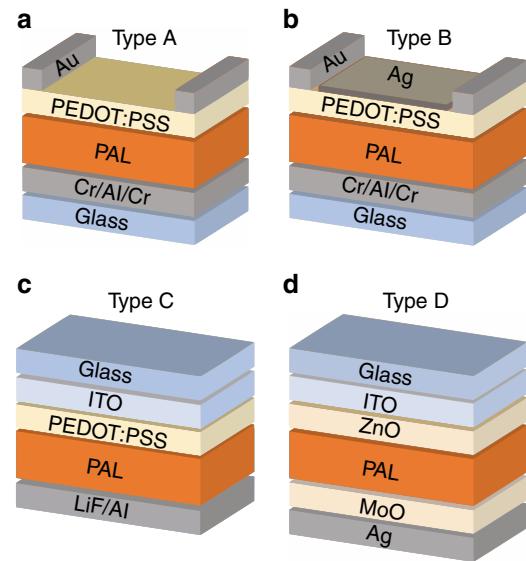 a
Type A
Au
PEDOT:PSS
PAL
Cr/Al/Cr
Glass
b
Type B
Au
Ag
PEDOT:PSS
PAL
Cr/Al/Cr
Glass
c
Type C
Glass
ITO
PEDOT:PSS
PAL
LiF/Al
d
Type D
Glass
ITO
ZnO
PAL
MoO
Ag